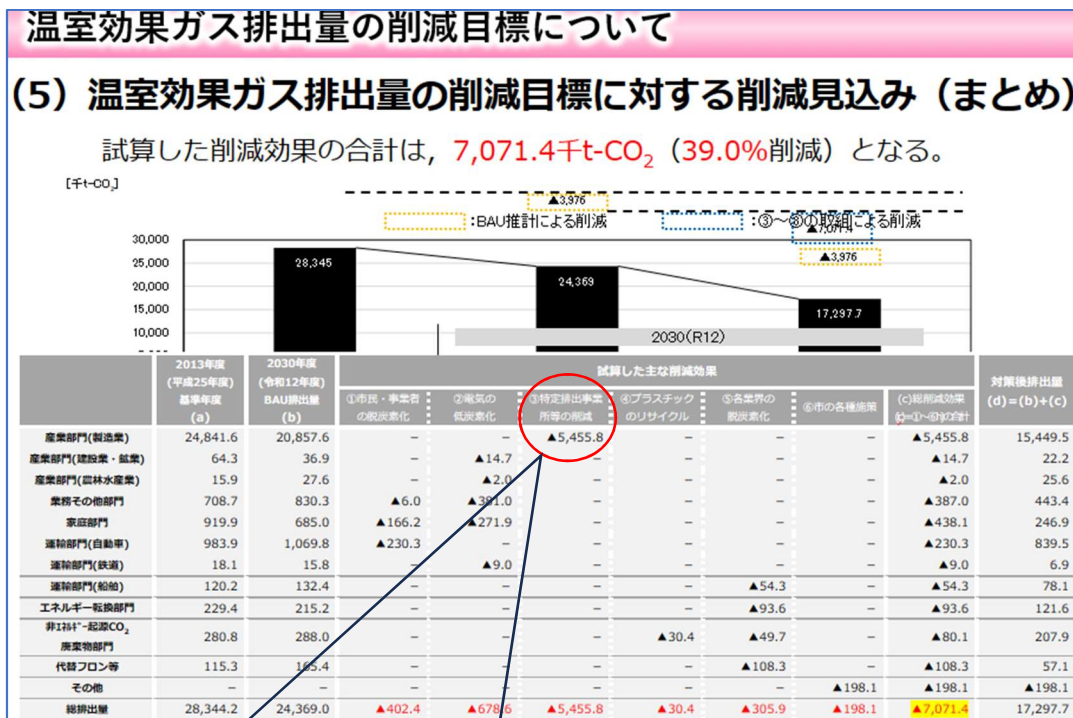 温室効果ガス排出量の削減目標について
（5）温室効果ガス排出量の削減目標に対する削減見込み（まとめ）
試算した削減効果の合計は，7,071.4千t-CO₂（39.0%削減）となる。
[千t-CO₂]
▲3,976
:BAU推計による削減 :③～⑧の取組による削減
▲7,071.4
▲3,976
30,000
25,000
20,000
15,000
10,000
28,345
24,369
17,297.7
2030(R12)
2013年度 2030年度 試算した主な削減効果 対策後排出量
(平成25年度) (令和12年度)
基準年度 BAU排出量 ①市民・事業者 ②電気の ③特定排出事業 ④プラスチック ⑤各業界の ⑥市の各種施策 (c)総削減効果 (d)=(b)+(c)
(a) (b) の脱炭素化 低炭素化 所等の削減 のリサイクル 脱炭素化 (c)=①～⑥の合計
産業部門(製造業) 24,841.6 20,857.6 － － ▲5,455.8 － － － ▲5,455.8 15,449.5
産業部門(建設業・鉱業) 64.3 36.9 － ▲14.7 － － － － ▲14.7 22.2
産業部門(農林水産業) 15.9 27.6 － ▲2.0 － － － － ▲2.0 25.6
業務その他部門 708.7 830.3 ▲6.0 ▲381.0 － － － － ▲387.0 443.4
家庭部門 919.9 685.0 ▲166.2 ▲271.9 － － － － ▲438.1 246.9
運輸部門(自動車) 983.9 1,069.8 ▲230.3 － － － － － ▲230.3 839.5
運輸部門(鉄道) 18.1 15.8 － ▲9.0 － － － － ▲9.0 6.9
運輸部門(船舶) 120.2 132.4 － － － － ▲54.3 － ▲54.3 78.1
エネルギー転換部門 229.4 215.2 － － － － ▲93.6 － ▲93.6 121.6
非ｴﾈﾙｷﾞｰ起源CO₂
廃棄物部門 280.8 288.0 － － － ▲30.4 ▲49.7 － ▲80.1 207.9
代替フロン等 115.3 165.4 － － － － ▲108.3 － ▲108.3 57.1
その他 － － － － － － － ▲198.1 ▲198.1 ▲198.1
総排出量 28,344.2 24,369.0 ▲402.4 ▲678.6 ▲5,455.8 ▲30.4 ▲305.9 ▲198.1 ▲7,071.4 17,297.7